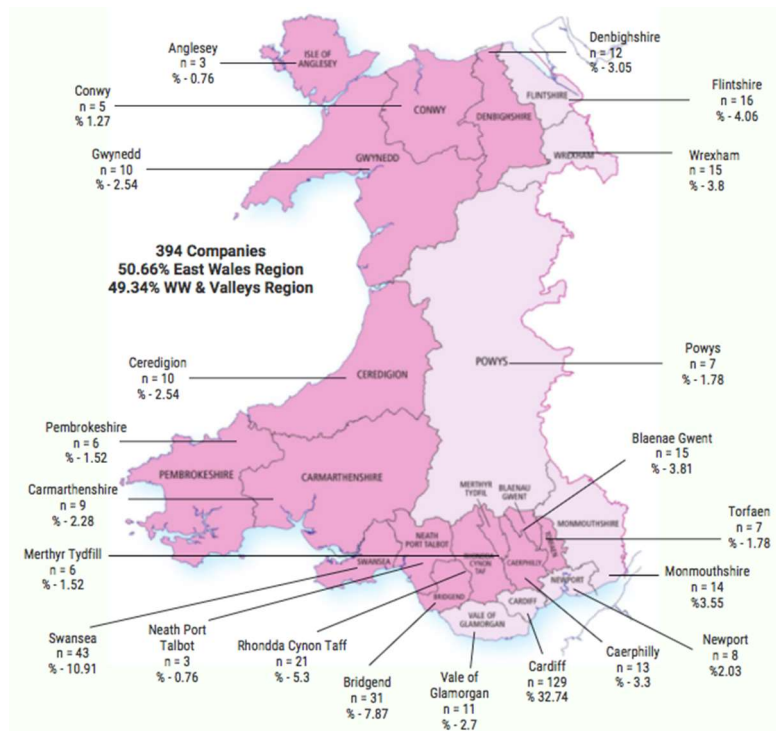 Anglesey
n = 3
% - 0.76
Conwy
n = 5
% 1.27
Gwynedd
n = 10
% - 2.54
Denbighshire
n = 12
% - 3.05
Flintshire
n = 16
% - 4.06
Wrexham
n = 15
% - 3.8
ISLE OF
ANGLESEY
CONWY
DENBIGHSHIRE
FLINTSHIRE
WREXHAM
GWYNEDD
394 Companies
50.66% East Wales Region
49.34% WW & Valleys Region
Ceredigion
n = 10
% - 2.54
CEREDIGION
POWYS
Powys
n = 7
% - 1.78
Pembrokeshire
n = 6
% - 1.52
Carmarthenshire
n = 9
% - 2.28
Merthyr Tydfill
n = 6
% - 1.52
PEMBROKESHIRE
CARMARTHENSHIRE
MERTHYR
TYDFIL
BLAENAU
GWENT
MONMOUTHSHIRE
NEATH
PORT TALBOT
SWANSEA
RHONDDA
CYNON
TAF
CAERPHILLY
NEWPORT
BRIDGEND
CARDIFF
VALE OF
GLAMORGAN
Blaenae Gwent
n = 15
% - 3.81
Torfaen
n = 7
% - 1.78
Monmouthshire
n = 14
%3.55
Newport
n = 8
%2.03
Swansea
n = 43
% - 10.91
Neath Port
Talbot
n = 3
% - 0.76
Rhondda Cynon Taff
n = 21
% - 5.3
Bridgend
n = 31
% - 7.87
Vale of
Glamorgan
n = 11
% - 2.7
Cardiff
n = 129
% 32.74
Caerphilly
n = 13
% - 3.3